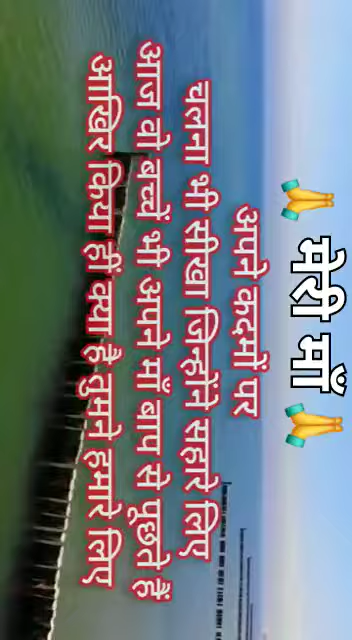 🙏 मेरी माँ 🙏
अपने कदमों पर
चलना भी सीखा जिन्होंने सहारे लिए
आज वो बच्चें भी अपने माँ बाप से पूछते हैं
आखिर किया हीं क्या है तुमने हमारे लिए